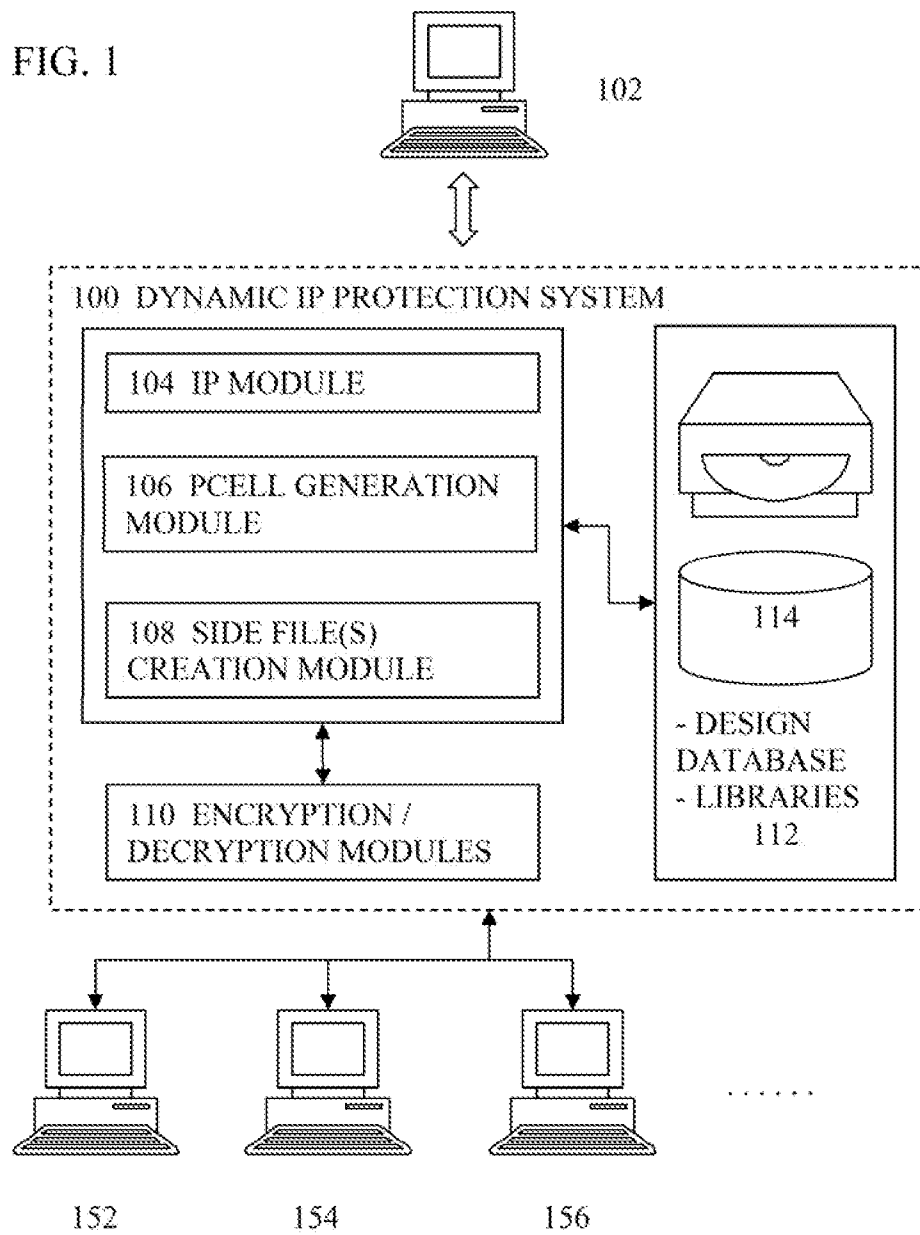 FIG. 1
102
100 DYNAMIC IP PROTECTION SYSTEM
104 IP MODULE
106 PCELL GENERATION
MODULE
108 SIDE FILE(S)
CREATION MODULE
110 ENCRYPTION /
DECRYPTION MODULES
114
- DESIGN
DATABASE
- LIBRARIES
112
......
152
154
156